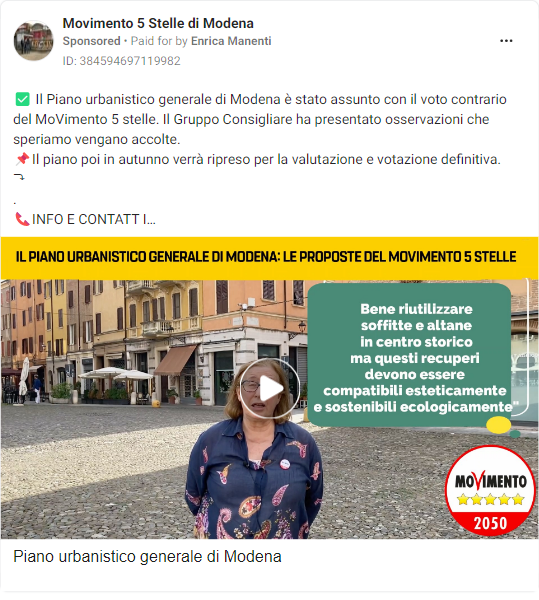 Movimento 5 Stelle di Modena
Sponsored • Paid for by Enrica Manenti
ID: 384594697119982
✅ Il Piano urbanistico generale di Modena è stato assunto con il voto contrario
del MoVimento 5 stelle. Il Gruppo Consigliare ha presentato osservazioni che
speriamo vengano accolte.
📌Il piano poi in autunno verrà ripreso per la valutazione e votazione definitiva.
⤵
.
📞INFO E CONTATT I...
IL PIANO URBANISTICO GENERALE DI MODENA: LE PROPOSTE DEL MOVIMENTO 5 STELLE
Bene riutilizzare
soffitte e altane
in centro storico
ma questi recuperi
devono essere
compatibili esteticamente
e sostenibili ecologicamente"
MOVIMENTO
2050
Piano urbanistico generale di Modena